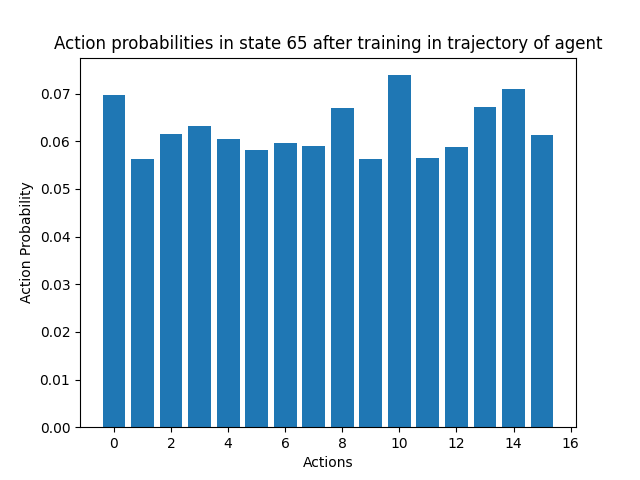 Action probabilities in state 65 after training in trajectory of agent
0.07
0.06
0.05
0.04
0.03
0.02
0.01
0.00
Action Probability
0 2 4 6 8 10 12 14 16
Actions